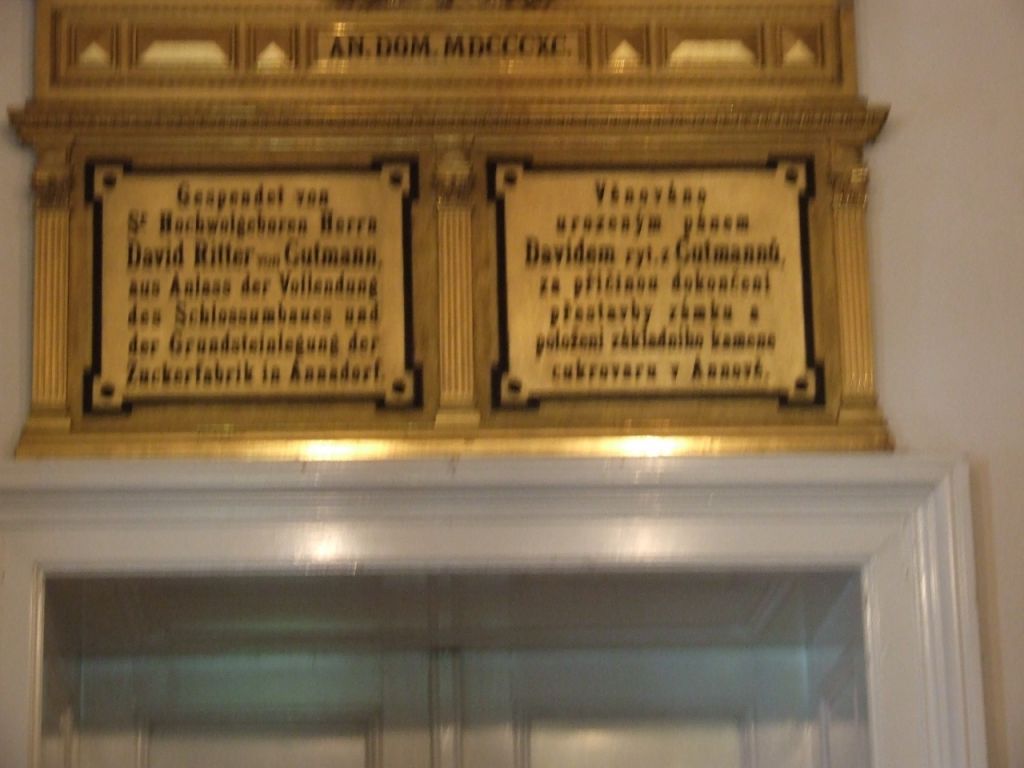 AN. DOM. MDCCCXC.
Gespendet von
Sr Hochwolgeboren Herrn
David Ritter von Gutmann,
aus Anlass der Vollendung
des Schlossumbaues und
der Grundsteinlegung der
Zuckerfabrik in Annadorf.
Věnováno
urozeným pánem
Davidem ryt. z Gutmannů,
za příčinou dokončení
přestavby zámku a
položení základního kamene
cukrovaru v Annově.